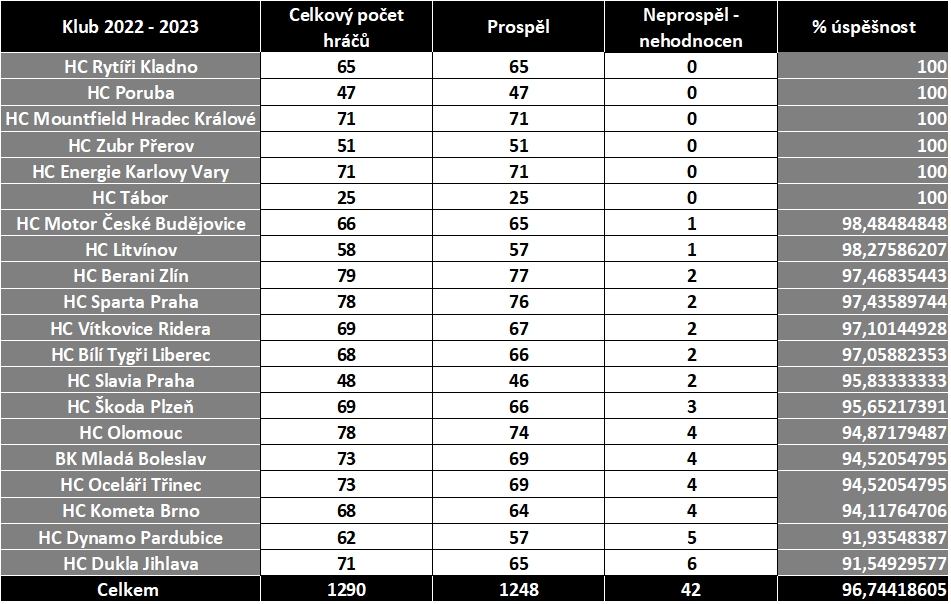 Klub 2022 - 2023 Celkový počet hráčů Prospěl Neprospěl - nehodnocen % úspěšnost
HC Rytíři Kladno 65 65 0 100
HC Poruba 47 47 0 100
HC Mountfield Hradec Králové 71 71 0 100
HC Zubr Přerov 51 51 0 100
HC Energie Karlovy Vary 71 71 0 100
HC Tábor 25 25 0 100
HC Motor České Budějovice 66 65 1 98,48484848
HC Litvínov 58 57 1 98,27586207
HC Berani Zlín 79 77 2 97,46835443
HC Sparta Praha 78 76 2 97,43589744
HC Vítkovice Ridera 69 67 2 97,10144928
HC Bílí Tygři Liberec 68 66 2 97,05882353
HC Slavia Praha 48 46 2 95,83333333
HC Škoda Plzeň 69 66 3 95,65217391
HC Olomouc 78 74 4 94,87179487
BK Mladá Boleslav 73 69 4 94,52054795
HC Oceláři Třinec 73 69 4 94,52054795
HC Kometa Brno 68 64 4 94,11764706
HC Dynamo Pardubice 62 57 5 91,93548387
HC Dukla Jihlava 71 65 6 91,54929577
Celkem 1290 1248 42 96,74418605